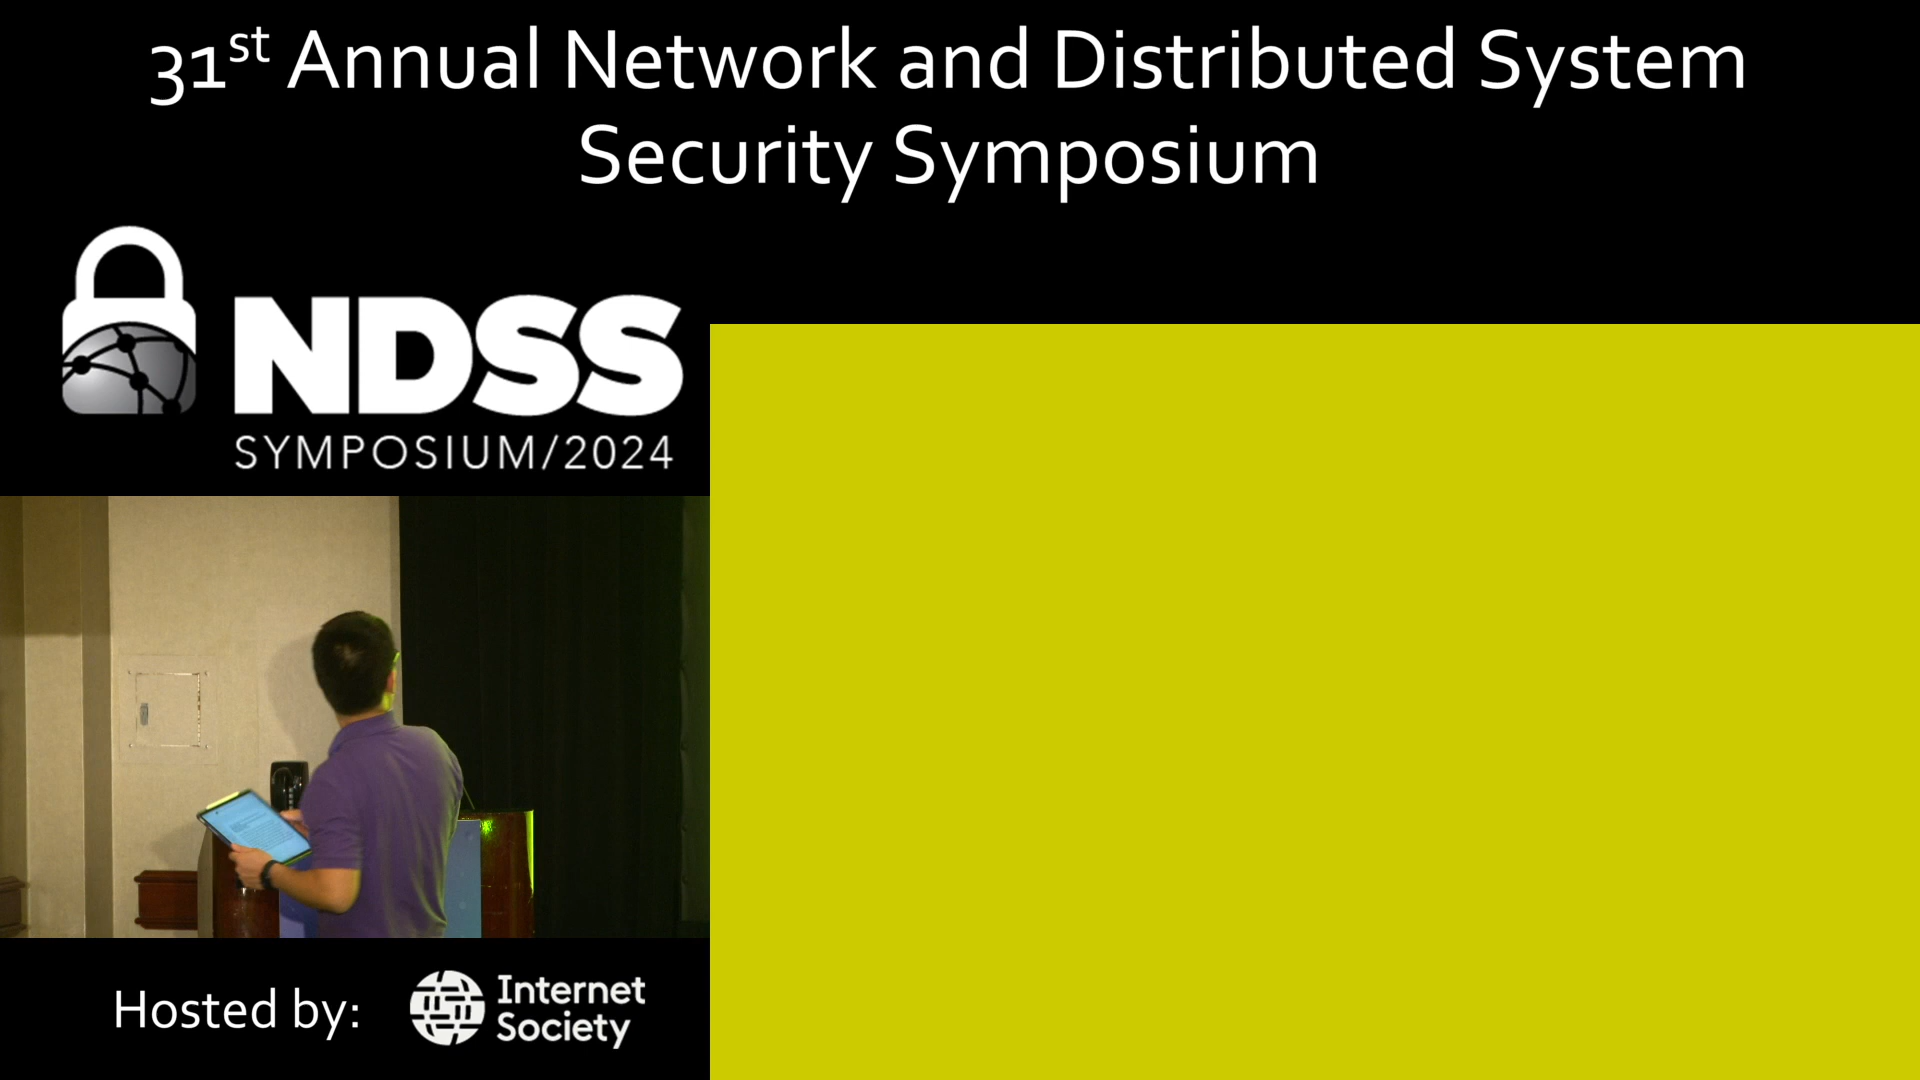 31st Annual Network and Distributed System
Security Symposium
NDSS
SYMPOSIUM/2024
Hosted by:
Internet
Society